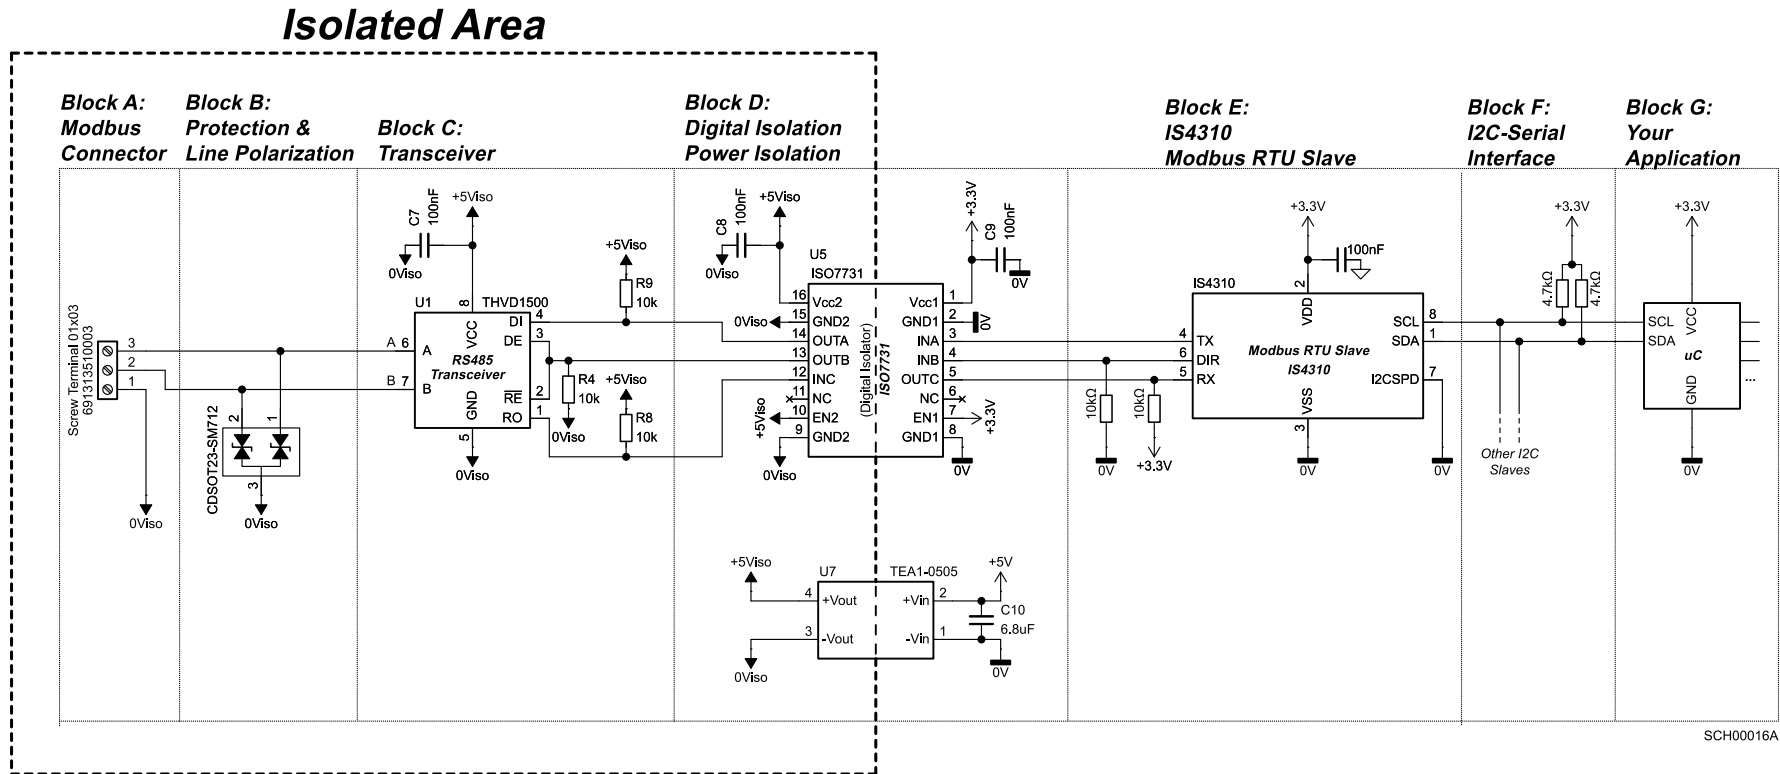 Isolated Area
Block A:
Modbus
Connector
Block B:
Protection &
Line Polarization
Block C:
Transceiver
Block D:
Digital Isolation
Power Isolation
Block E:
IS4310
Modbus RTU Slave
Block F:
I2C-Serial
Interface
Block G:
Your
Application
Screw Terminal 01x03
691313510003
3
2
1
0Viso
2
1
CDSOT23-SM712
3
0Viso
C7
100nF
+5Viso
0Viso
U1
THVD1500
8
VCC
A 6 A
B 7 B
RS485
Transceiver
GND
5
0Viso
DI 4
DE 3
RE 2
RO 1
+5Viso
R9
10k
R4
10k
0Viso
+5Viso
R8
10k
C8
100nF
+5Viso
0Viso
U5
ISO7731
16 Vcc2
0Viso 15 GND2
14 OUTA
13 OUTB
12 INC
11 NC
+5Viso 10 EN2
9 GND2
0Viso
(Digital Isolator)
ISO7731
Vcc1 1
GND1 2 0V
INA 3
INB 4
OUTC 5
NC 6
EN1 7 +3.3V
GND1 8
0V
+3.3V
C9
100nF
0V
10kΩ
0V
10kΩ
+3.3V
+5Viso
0Viso
U7
TEA1-0505
4 +Vout
3 -Vout
+Vin 2
-Vin 1
+5V
C10
6.8uF
0V
+3.3V
100nF
IS4310
2
VDD
4 TX
6 DIR
5 RX
Modbus RTU Slave
IS4310
SCL 8
SDA 1
I2CSPD 7
VSS
3
0V
0V
+3.3V
4.7kΩ
4.7kΩ
Other I2C
Slaves
+3.3V
SCL
SDA
VCC
uC
GND
...
0V
SCH00016A